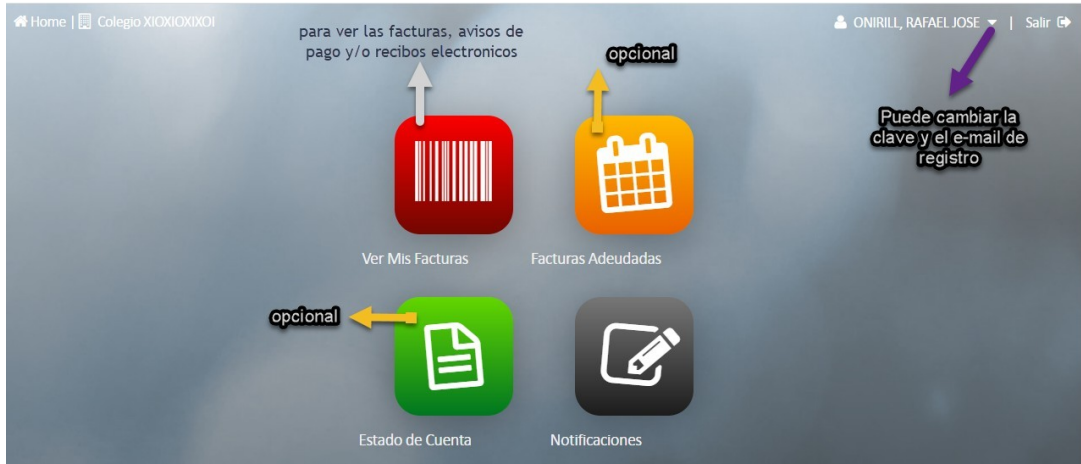 Home | Colegio XIOXIOXIXOI
ONIRILL, RAFAEL JOSE | Salir
para ver las facturas, avisos de
pago y/o recibos electronicos
opcional
Puede cambiar la
clave y el e-mail de
registro
Ver Mis Facturas
Facturas Adeudadas
opcional
Estado de Cuenta
Notificaciones